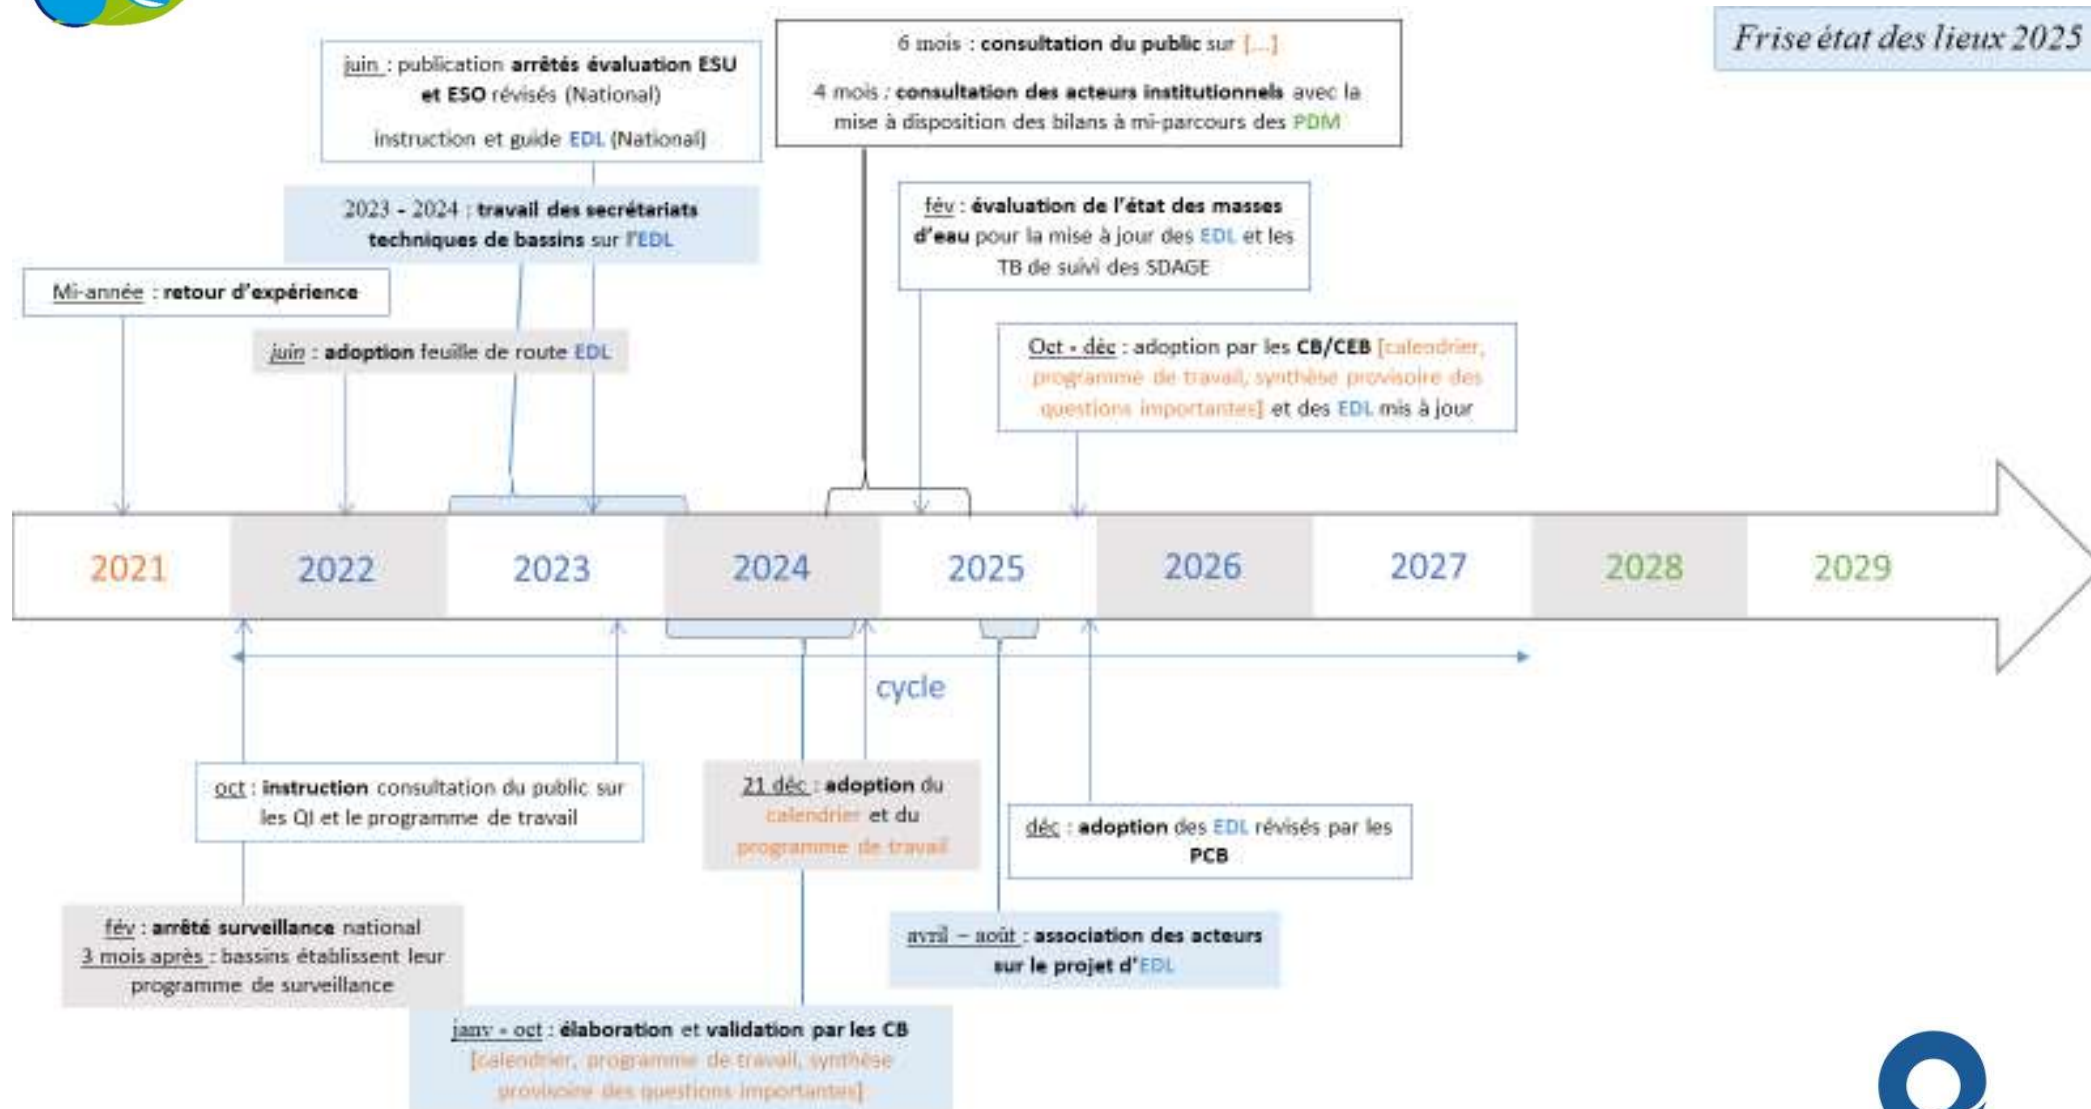 Frise état des lieux 2025
juin : publication arrêtés évaluation ESU
et ESO révisés (National)
instruction et guide EDL (National)
6 mois : consultation du public sur [...]
4 mois : consultation des acteurs institutionnels avec la
mise à disposition des bilans à mi-parcours des PDM
2023 - 2024 : travail des secrétariats
techniques de bassins sur l'EDL
fév : évaluation de l'état des masses
d'eau pour la mise à jour des EDL et les
TB de suivi des SDAGE
Mi-année : retour d'expérience
juin : adoption feuille de route EDL
Oct - déc : adoption par les CB/CEB [calendrier,
programme de travail, synthèse provisoire des
questions importantes] et des EDL mis à jour
2021 2022 2023 2024 2025 2026 2027 2028 2029
cycle
oct : instruction consultation du public sur
les QI et le programme de travail
21 déc : adoption du
calendrier et du
programme de travail
déc : adoption des EDL révisés par les
PCB
fév : arrêté surveillance national
3 mois après : bassins établissent leur
programme de surveillance
avril – août : association des acteurs
sur le projet d'EDL
janv - oct : élaboration et validation par les CB
[calendrier, programme de travail, synthèse
provisoire des questions importantes]